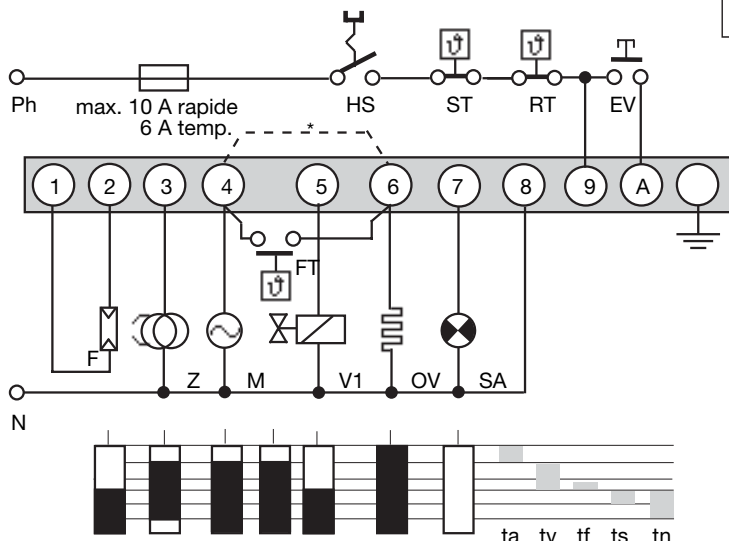 ϑ ϑ
Ph max. 10 A rapide HS ST RT EV
6 A temp. *
1 2 3 4 5 6 7 8 9 A
FT
ϑ
F Z M V1 OV SA
N
ta tv tf ts tn